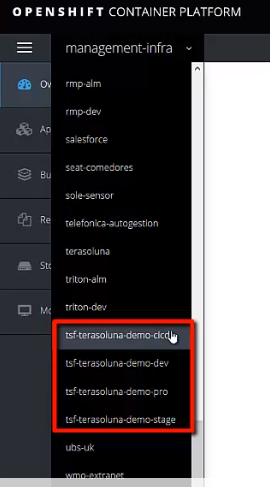 OPENSHIFT CONTAINER PLATFORM
management-infra
rmp-alm
Ov
rmp-dev
salesforce
Ap
seat-comedores
Bu
sole-sensor
telefonica-autogestion
Re
terasoluna
Sto
triton-alm
triton-dev
Mo
tsf-terasoluna-demo-cicd
tsf-terasoluna-demo-dev
tsf-terasoluna-demo-pro
tsf-terasoluna-demo-stage
ubs-uk
wmo-extranet